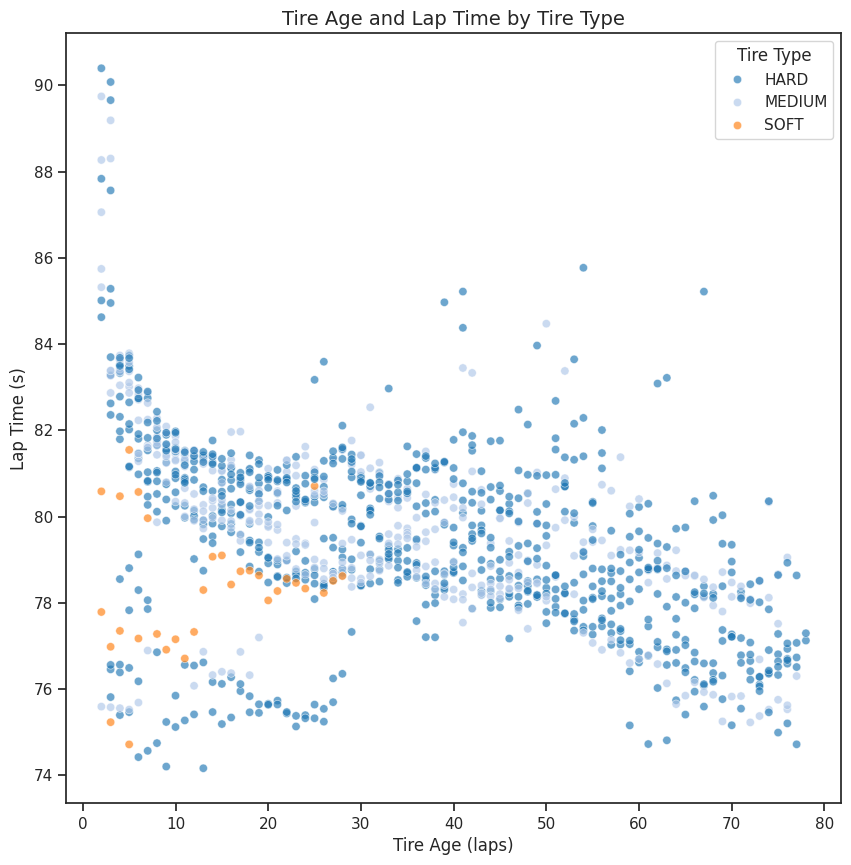 Tire Age and Lap Time by Tire Type
Tire Type
HARD
MEDIUM
SOFT
Lap Time (s)
90
88
86
84
82
80
78
76
74
0 10 20 30 40 50 60 70 80
Tire Age (laps)